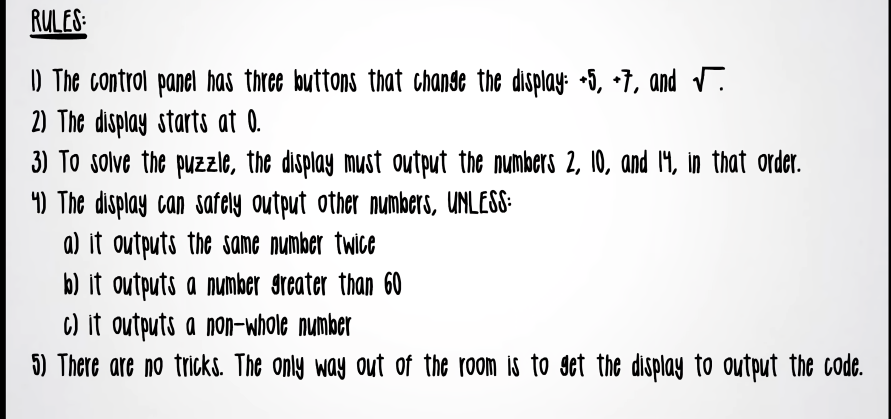 RULES:
1) The control panel has three buttons that change the display: +5, +7, and √ .
2) The display starts at 0.
3) To solve the puzzle, the display must output the numbers 2, 10, and 14, in that order.
4) The display can safely output other numbers, UNLESS:
a) it outputs the same number twice
b) it outputs a number greater than 60
c) it outputs a non-whole number
5) There are no tricks. The only way out of the room is to get the display to output the code.